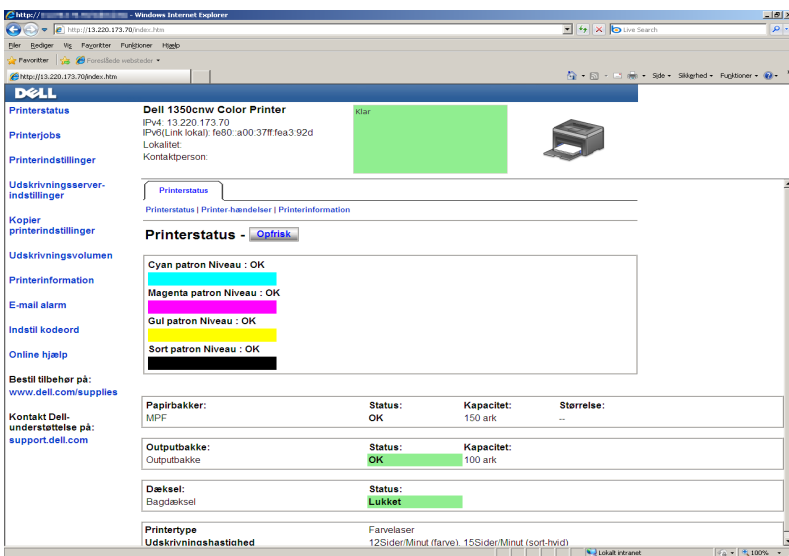 http:// - Windows Internet Explorer
http://13.220.173.70/index.htm
Live Search
Filer Rediger Vis Favoritter Funktioner Hjælp
Favoritter Foreslåede webstader
http://13.220.173.70/index.htm
Side Sikkerhed Funktioner
DELL
Printerstatus
Printerjobs
Printerindstillinger
Udskrivningsserver-
indstillinger
Kopier
printerindstillinger
Udskrivningsvolumen
Printerinformation
E-mail alarm
Indstil kodeord
Online hjælp
Bestil tilbehør på:
www.dell.com/supplies
Kontakt Dell-
understøttelse på:
support.dell.com
Dell 1350cnw Color Printer
IPv4: 13.220.173.70
IPv6(Link lokal): fe80::a00:37ff:fea3:92d
Lokalitet:
Kontaktperson:
Klar
Printerstatus
Printerstatus | Printer-hændelser | Printerinformation
Printerstatus - Opfrisk
Cyan patron Niveau : OK
Magenta patron Niveau : OK
Gul patron Niveau : OK
Sort patron Niveau : OK
Papirbakker: Status: Kapacitet: Størrelse:
MPF OK 150 ark --
Outputbakke: Status: Kapacitet:
Outputbakke OK 100 ark
Dæksel: Status:
Bagdæksel Lukket
Printertype Farvelaser
Udskrivningshastighed 12Sider/Minut (farve), 15Sider/Minut (sort-hvid)
Lokalt intranet 100%